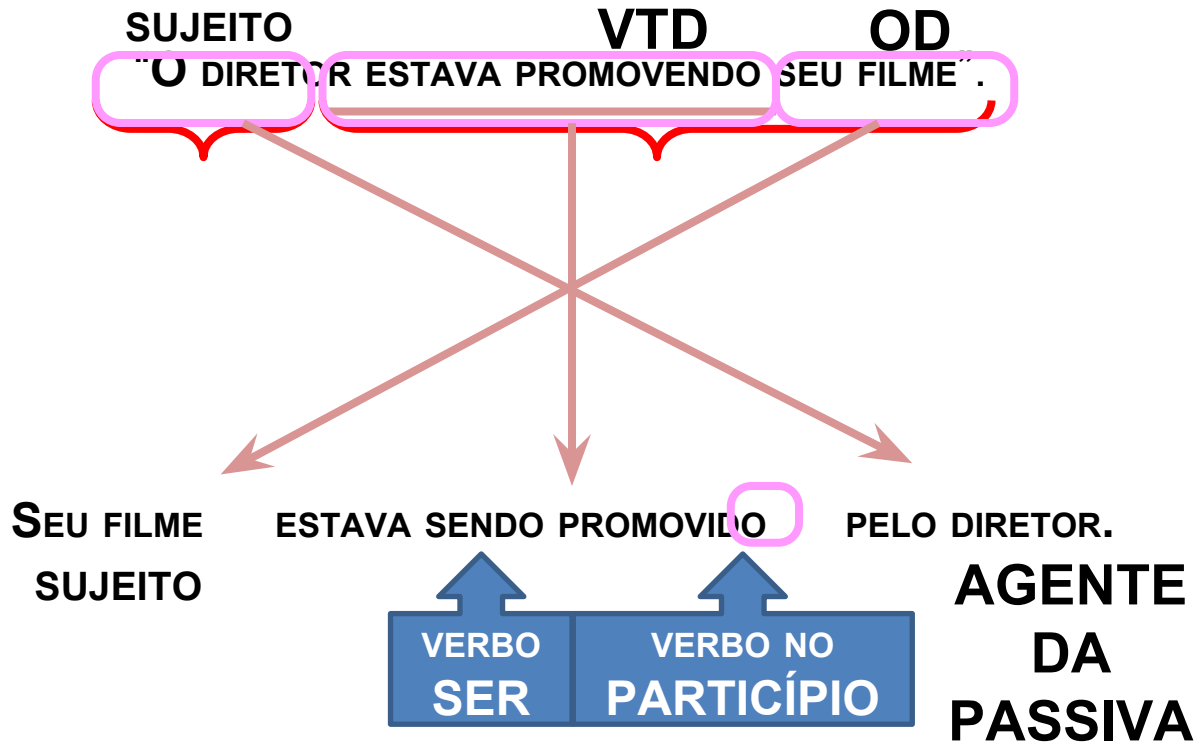 SUJEITO VTD OD
"O DIRETOR ESTAVA PROMOVENDO SEU FILME".
SEU FILME ESTAVA SENDO PROMOVIDO PELO DIRETOR.
SUJEITO
AGENTE
DA
PASSIVA
VERBO
SER
VERBO NO
PARTICÍPIO